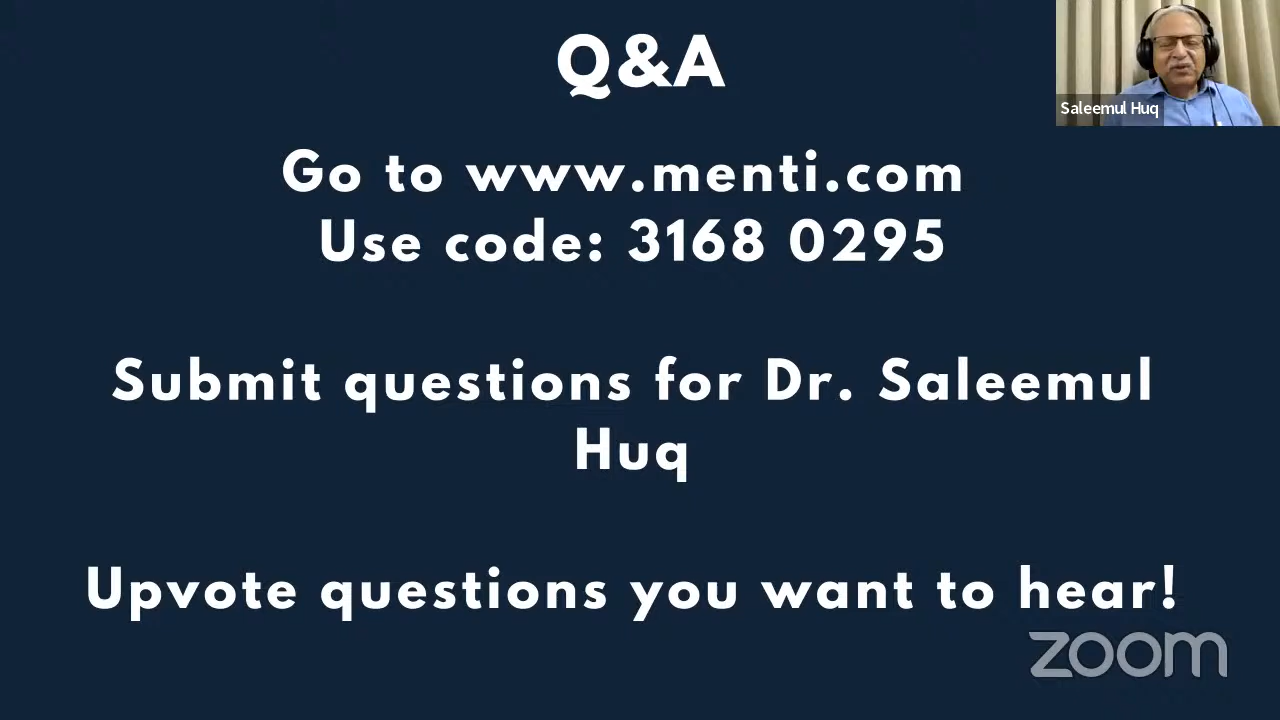 Q&A
Saleemul Huq
Go to www.menti.com
Use code: 3168 0295
Submit questions for Dr. Saleemul
Huq
Upvote questions you want to hear!
zoom